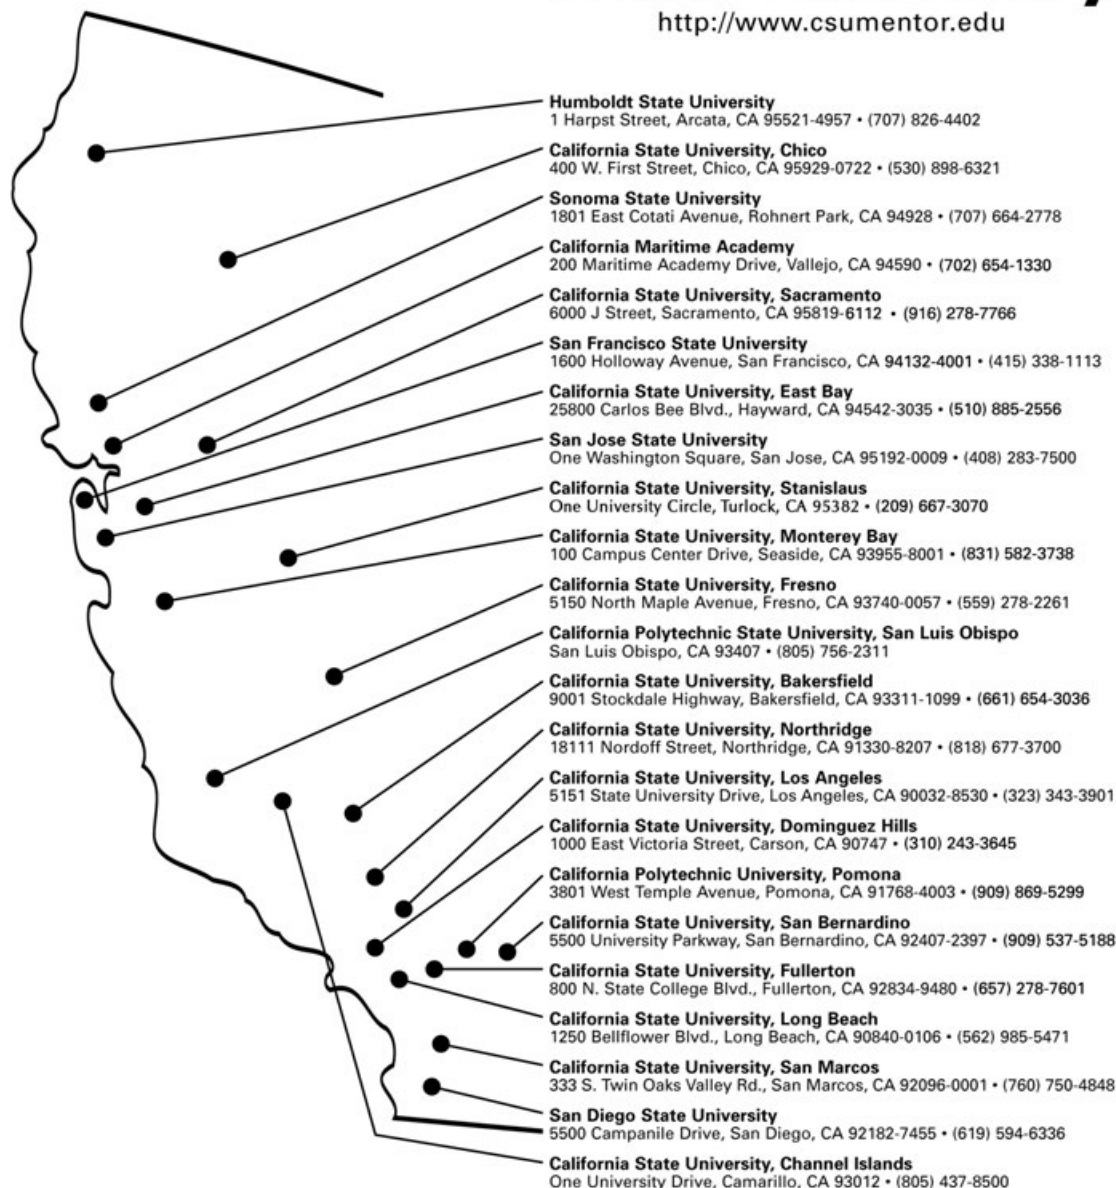 http://www.csumentor.edu
Humboldt State University
1 Harpst Street, Arcata, CA 95521-4957 • (707) 826-4402
California State University, Chico
400 W. First Street, Chico, CA 95929-0722 • (530) 898-6321
Sonoma State University
1801 East Cotati Avenue, Rohnert Park, CA 94928 • (707) 664-2778
California Maritime Academy
200 Maritime Academy Drive, Vallejo, CA 94590 • (702) 654-1330
California State University, Sacramento
6000 J Street, Sacramento, CA 95819-6112 • (916) 278-7766
San Francisco State University
1600 Holloway Avenue, San Francisco, CA 94132-4001 • (415) 338-1113
California State University, East Bay
25800 Carlos Bee Blvd., Hayward, CA 94542-3035 • (510) 885-2556
San Jose State University
One Washington Square, San Jose, CA 95192-0009 • (408) 283-7500
California State University, Stanislaus
One University Circle, Turlock, CA 95382 • (209) 667-3070
California State University, Monterey Bay
100 Campus Center Drive, Seaside, CA 93955-8001 • (831) 582-3738
California State University, Fresno
5150 North Maple Avenue, Fresno, CA 93740-0057 • (559) 278-2261
California Polytechnic State University, San Luis Obispo
San Luis Obispo, CA 93407 • (805) 756-2311
California State University, Bakersfield
9001 Stockdale Highway, Bakersfield, CA 93311-1099 • (661) 654-3036
California State University, Northridge
18111 Nordoff Street, Northridge, CA 91330-8207 • (818) 677-3700
California State University, Los Angeles
5151 State University Drive, Los Angeles, CA 90032-8530 • (323) 343-3901
California State University, Dominguez Hills
1000 East Victoria Street, Carson, CA 90747 • (310) 243-3645
California Polytechnic University, Pomona
3801 West Temple Avenue, Pomona, CA 91768-4003 • (909) 869-5299
California State University, San Bernardino
5500 University Parkway, San Bernardino, CA 92407-2397 • (909) 537-5188
California State University, Fullerton
800 N. State College Blvd., Fullerton, CA 92834-9480 • (657) 278-7601
California State University, Long Beach
1250 Bellflower Blvd., Long Beach, CA 90840-0106 • (562) 985-5471
California State University, San Marcos
333 S. Twin Oaks Valley Rd., San Marcos, CA 92096-0001 • (760) 750-4848
San Diego State University
5500 Campanile Drive, San Diego, CA 92182-7455 • (619) 594-6336
California State University, Channel Islands
One University Drive, Camarillo, CA 93012 • (805) 437-8500